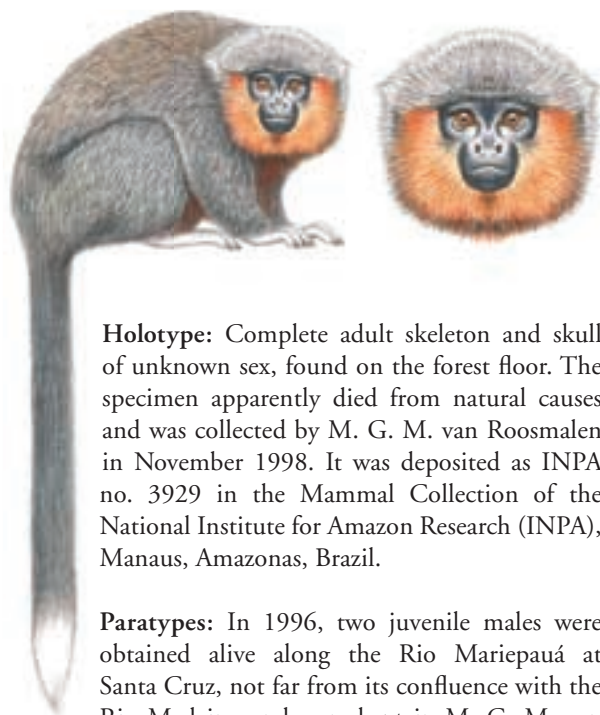 Holotype: Complete adult skeleton and skull
of unknown sex, found on the forest floor. The
specimen apparently died from natural causes
and was collected by M. G. M. van Roosmalen
in November 1998. It was deposited as INPA
no. 3929 in the Mammal Collection of the
National Institute for Amazon Research (INPA),
Manaus, Amazonas, Brazil.
Paratypes: In 1996, two juvenile males were
obtained alive along the Rio Mariepauá at
Santa Cruz, not far from its confluence with the